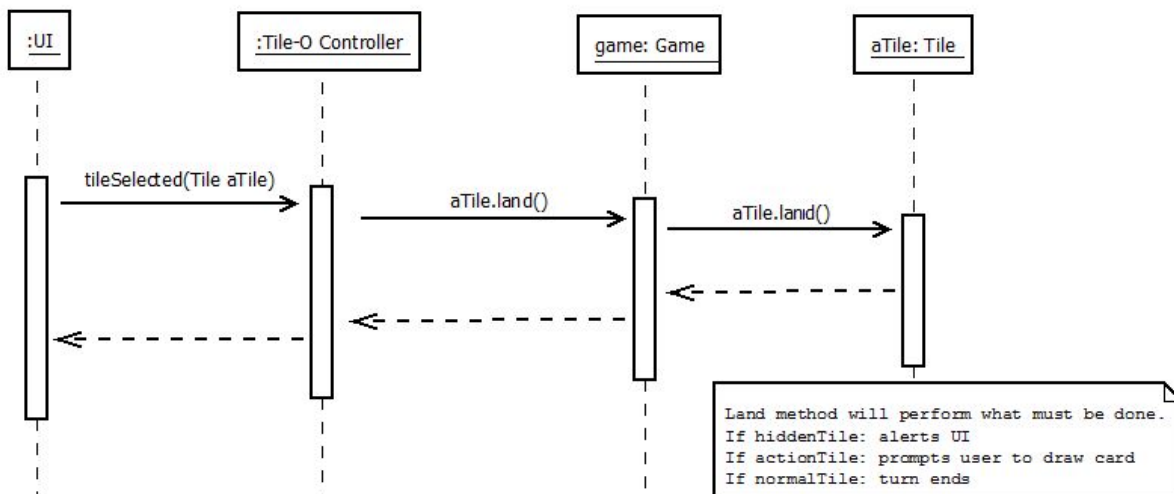 :UI
:Tile-O Controller
game: Game
aTile: Tile
tileSelected(Tile aTile)
aTile.land()
aTile.land()
Land method will perform what must be done.
If hiddenTile: alerts UI
If actionTile: prompts user to draw card
If normalTile: turn ends